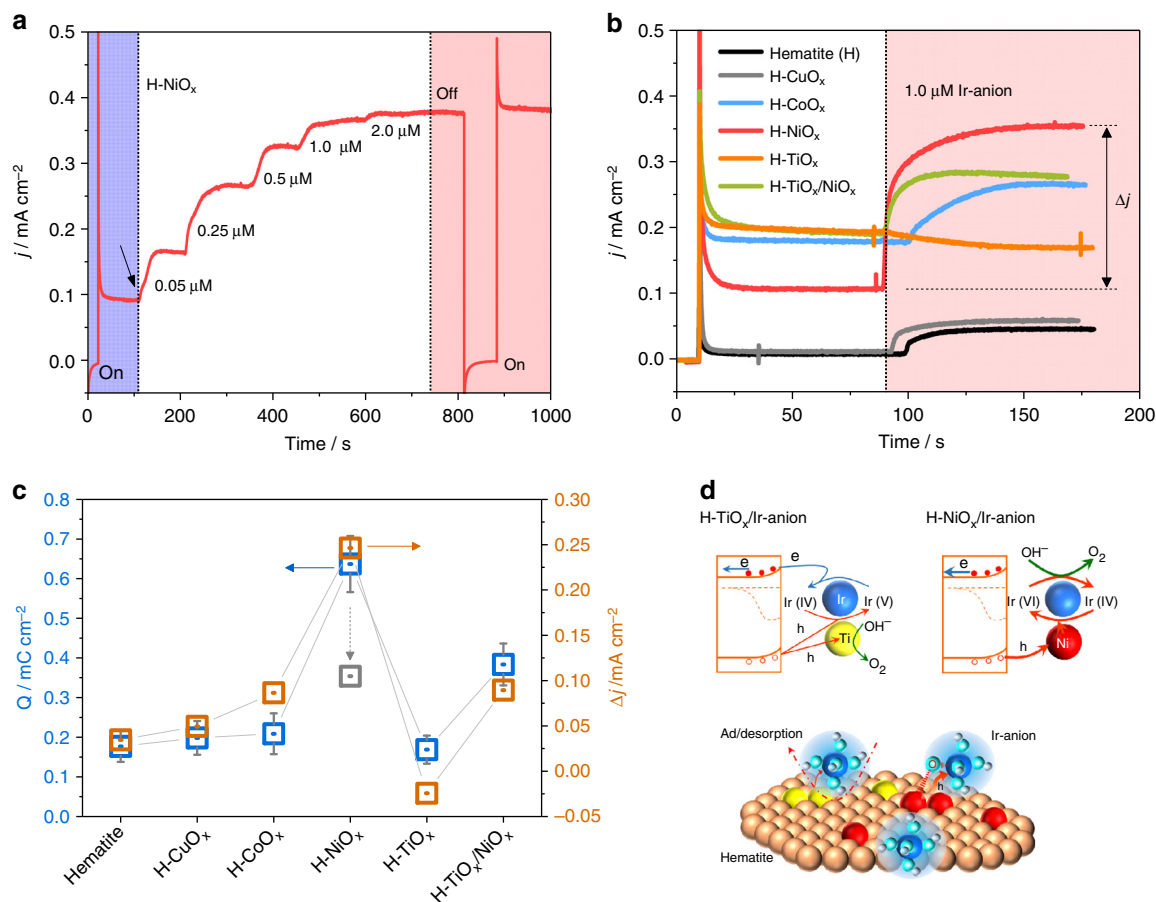 a
0.5
0.4
0.3
0.2
0.1
0.0
j / mA cm⁻²
H-NiOₓ
Off
2.0 μM
1.0 μM
0.5 μM
0.25 μM
0.05 μM
On
On
0 200 400 600 800 1000
Time / s
b
0.5
0.4
0.3
0.2
0.1
0.0
j / mA cm⁻²
Hematite (H)
H-CuOₓ
H-CoOₓ
H-NiOₓ
H-TiOₓ
H-TiOₓ/NiOₓ
1.0 μM Ir-anion
Δj
0 50 100 150 200
Time / s
c
0.8
0.7
0.6
0.5
0.4
0.3
0.2
0.1
0.0
Q / mC cm⁻²
0.30
0.25
0.20
0.15
0.10
0.05
0.00
−0.05
Δj /mA cm⁻²
Hematite
H-CuOₓ
H-CoOₓ
H-NiOₓ
H-TiOₓ
H-TiOₓ/NiOₓ
d
H-TiOₓ/Ir-anion
e
e
Ir (IV)
Ir
Ir (V)
h
h
Ti
OH⁻
O₂
H-NiOₓ/Ir-anion
e
OH⁻
O₂
Ir (VI)
Ir (IV)
h
Ni
Ad/desorption
Ir-anion
O
h
Hematite